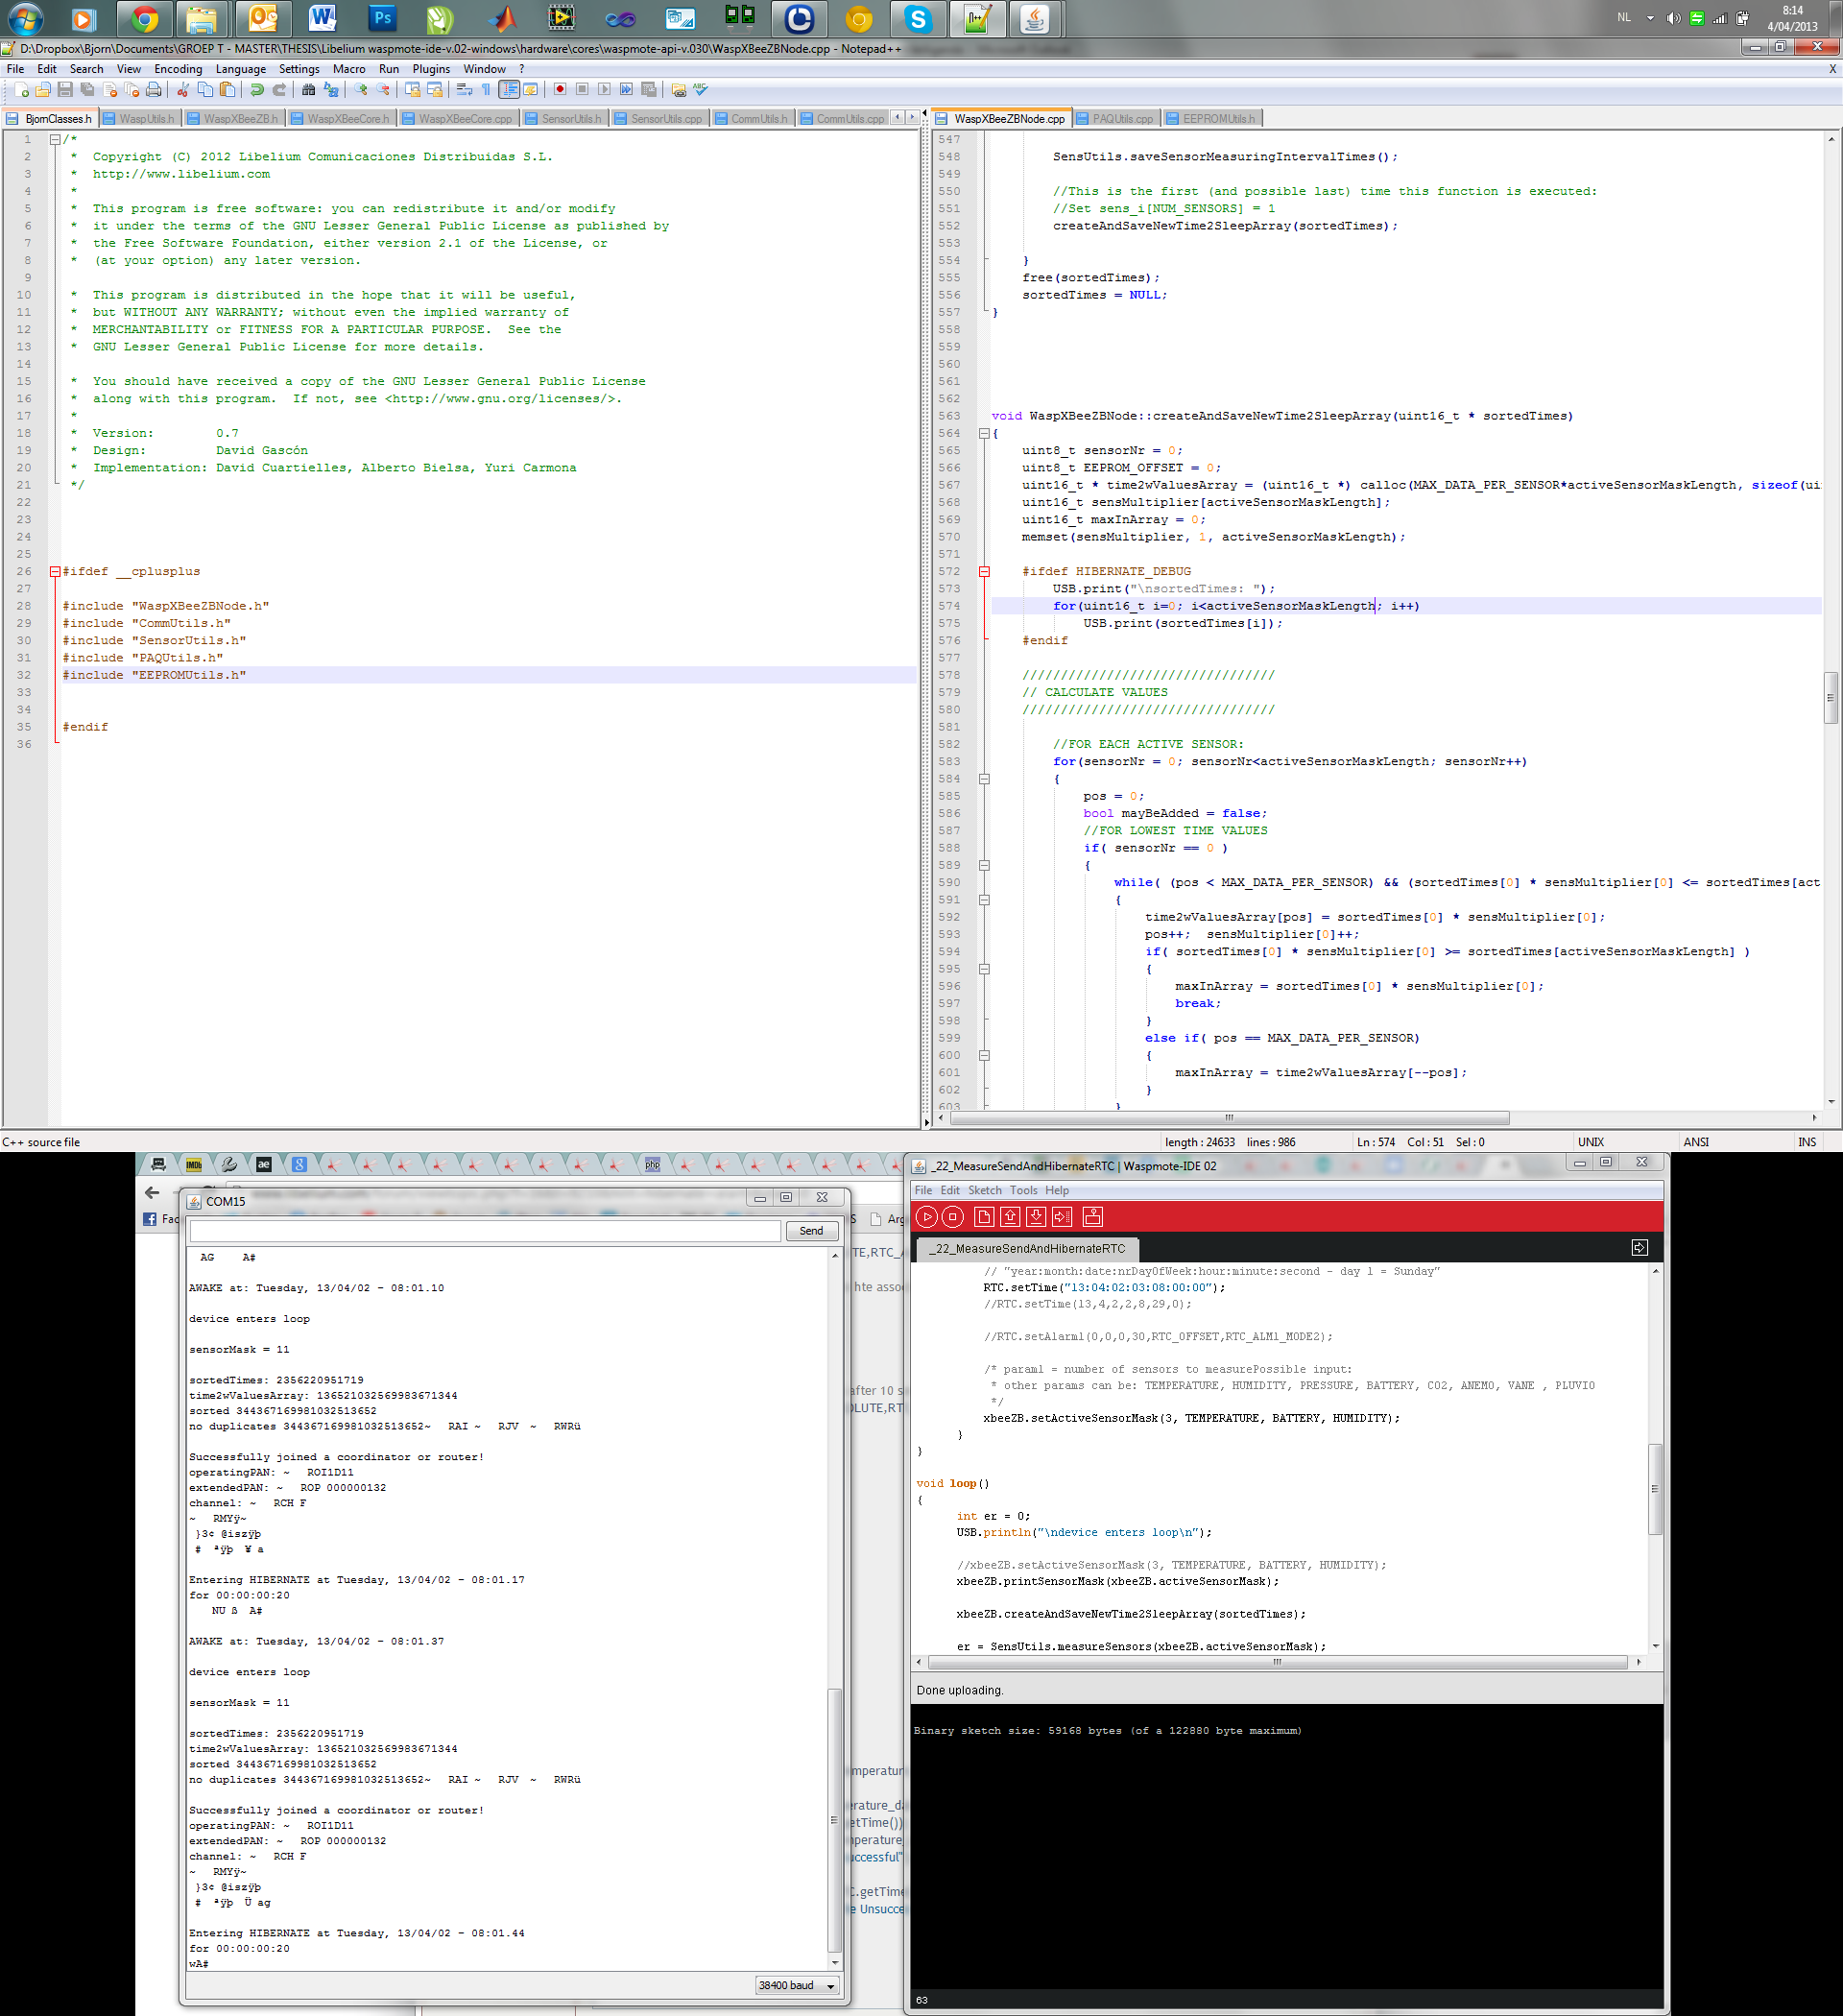 NL
8:14
4/04/2013
D:\Dropbox\Bjorn\Documents\GROEP T - MASTER\THESIS\Libelium waspmote-ide-v.02-windows\hardware\cores\waspmote-api-v.030\WaspXBeeZBNode.cpp - Notepad++
File Edit Search View Encoding Language Settings Macro Run Plugins Window ? X
BjornClasses.h WaspUtils.h WaspXBeeZB.h WaspXBeeCore.h WaspXBeeCore.cpp SensorUtils.h SensorUtils.cpp CommUtils.h CommUtils.cpp
1 /*
2 * Copyright (C) 2012 Libelium Comunicaciones Distribuidas S.L.
3 * http://www.libelium.com
4 *
5 * This program is free software: you can redistribute it and/or modify
6 * it under the terms of the GNU Lesser General Public License as published by
7 * the Free Software Foundation, either version 2.1 of the License, or
8 * (at your option) any later version.
9
10 * This program is distributed in the hope that it will be useful,
11 * but WITHOUT ANY WARRANTY; without even the implied warranty of
12 * MERCHANTABILITY or FITNESS FOR A PARTICULAR PURPOSE. See the
13 * GNU Lesser General Public License for more details.
14
15 * You should have received a copy of the GNU Lesser General Public License
16 * along with this program. If not, see <http://www.gnu.org/licenses/>.
17 *
18 * Version: 0.7
19 * Design: David Gascón
20 * Implementation: David Cuartielles, Alberto Bielsa, Yuri Carmona
21 */
22
23
24
25
26 #ifdef __cplusplus
27
28 #include "WaspXBeeZBNode.h"
29 #include "CommUtils.h"
30 #include "SensorUtils.h"
31 #include "PAQUtils.h"
32 #include "EEPROMUtils.h"
33
34
35 #endif
36
WaspXBeeZBNode.cpp PAQUtils.cpp EEPROMUtils.h
547
548 SensUtils.saveSensorMeasuringIntervalTimes();
549
550 //This is the first (and possible last) time this function is executed:
551 //Set sens_i[NUM_SENSORS] = 1
552 createAndSaveNewTime2SleepArray(sortedTimes);
553
554 }
555 free(sortedTimes);
556 sortedTimes = NULL;
557 }
558
559
560
561
562
563 void WaspXBeeZBNode::createAndSaveNewTime2SleepArray(uint16_t * sortedTimes)
564 {
565 uint8_t sensorNr = 0;
566 uint8_t EEPROM_OFFSET = 0;
567 uint16_t * time2wValuesArray = (uint16_t *) calloc(MAX_DATA_PER_SENSOR*activeSensorMaskLength, sizeof(ui
568 uint16_t sensMultiplier[activeSensorMaskLength];
569 uint16_t maxInArray = 0;
570 memset(sensMultiplier, 1, activeSensorMaskLength);
571
572 #ifdef HIBERNATE_DEBUG
573 USB.print("\nsortedTimes: ");
574 for(uint16_t i=0; i<activeSensorMaskLength; i++)
575 USB.print(sortedTimes[i]);
576 #endif
577
578 /////////////////////////////////
579 // CALCULATE VALUES
580 /////////////////////////////////
581
582 //FOR EACH ACTIVE SENSOR:
583 for(sensorNr = 0; sensorNr<activeSensorMaskLength; sensorNr++)
584 {
585 pos = 0;
586 bool mayBeAdded = false;
587 //FOR LOWEST TIME VALUES
588 if( sensorNr == 0 )
589 {
590 while( (pos < MAX_DATA_PER_SENSOR) && (sortedTimes[0] * sensMultiplier[0] <= sortedTimes[act
591 {
592 time2wValuesArray[pos] = sortedTimes[0] * sensMultiplier[0];
593 pos++; sensMultiplier[0]++;
594 if( sortedTimes[0] * sensMultiplier[0] >= sortedTimes[activeSensorMaskLength] )
595 {
596 maxInArray = sortedTimes[0] * sensMultiplier[0];
597 break;
598 }
599 else if( pos == MAX_DATA_PER_SENSOR)
600 {
601 maxInArray = time2wValuesArray[--pos];
602 }
603 }
C++ source file length : 24633 lines : 986 Ln : 574 Col : 51 Sel : 0 UNIX ANSI INS
COM15
Send
AG A#
AWAKE at: Tuesday, 13/04/02 - 08:01.10
device enters loop
sensorMask = 11
sortedTimes: 2356220951719
time2wValuesArray: 136521032569983671344
sorted 344367169981032513652
no duplicates 344367169981032513652~ RAI ~ RJV ~ RWRü
Successfully joined a coordinator or router!
operatingPAN: ~ ROI1D11
extendedPAN: ~ ROP 000000132
channel: ~ RCH F
~ RMYÿ~
}3¢ @iszÿþ
# ªÿþ ¥ a
Entering HIBERNATE at Tuesday, 13/04/02 - 08:01.17
for 00:00:00:20
NU ß A#
AWAKE at: Tuesday, 13/04/02 - 08:01.37
device enters loop
sensorMask = 11
sortedTimes: 2356220951719
time2wValuesArray: 136521032569983671344
sorted 344367169981032513652
no duplicates 344367169981032513652~ RAI ~ RJV ~ RWRü
Successfully joined a coordinator or router!
operatingPAN: ~ ROI1D11
extendedPAN: ~ ROP 000000132
channel: ~ RCH F
~ RMYÿ~
}3¢ @iszÿþ
# ªÿþ Ü ag
Entering HIBERNATE at Tuesday, 13/04/02 - 08:01.44
for 00:00:00:20
wA#
38400 baud
_22_MeasureSendAndHibernateRTC | Waspmote-IDE 02
File Edit Sketch Tools Help
_22_MeasureSendAndHibernateRTC
// "year:month:date:nrDayOfWeek:hour:minute:second - day 1 = Sunday"
RTC.setTime("13:04:02:03:08:00:00");
//RTC.setTime(13,4,2,2,8,29,0);
//RTC.setAlarm1(0,0,0,30,RTC_OFFSET,RTC_ALM1_MODE2);
/* param1 = number of sensors to measurePossible input:
* other params can be: TEMPERATURE, HUMIDITY, PRESSURE, BATTERY, CO2, ANEMO, VANE , PLUVIO
*/
xbeeZB.setActiveSensorMask(3, TEMPERATURE, BATTERY, HUMIDITY);
}
}
void loop()
{
int er = 0;
USB.println("\ndevice enters loop\n");
//xbeeZB.setActiveSensorMask(3, TEMPERATURE, BATTERY, HUMIDITY);
xbeeZB.printSensorMask(xbeeZB.activeSensorMask);
xbeeZB.createAndSaveNewTime2SleepArray(sortedTimes);
er = SensUtils.measureSensors(xbeeZB.activeSensorMask);
Done uploading.
Binary sketch size: 59168 bytes (of a 122880 byte maximum)
63